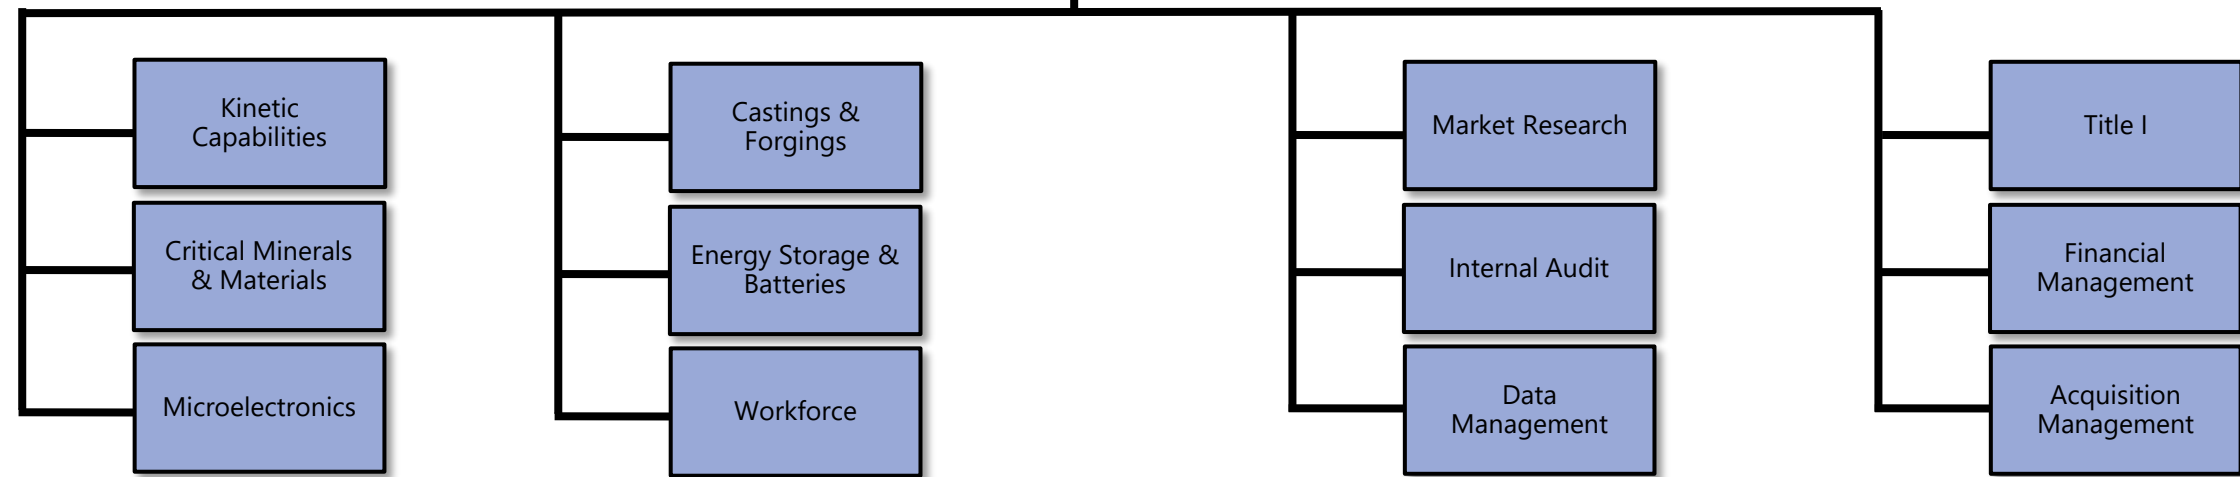 Kinetic
Capabilities
Critical Minerals
& Materials
Microelectronics
Castings &
Forgings
Energy Storage &
Batteries
Workforce
Market Research
Internal Audit
Data
Management
Title I
Financial
Management
Acquisition
Management